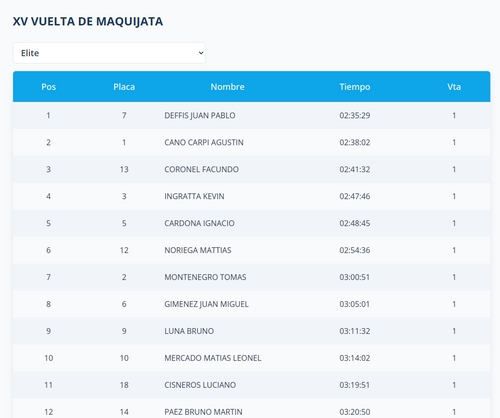 XV VUELTA DE MAQUIJATA
Elite
Pos Placa Nombre Tiempo Vta
1 7 DEFFIS JUAN PABLO 02:35:29 1
2 1 CANO CARPI AGUSTIN 02:38:02 1
3 13 CORONEL FACUNDO 02:41:32 1
4 3 INGRATTA KEVIN 02:47:46 1
5 5 CARDONA IGNACIO 02:48:45 1
6 12 NORIEGA MATTIAS 02:54:36 1
7 2 MONTENEGRO TOMAS 03:00:51 1
8 6 GIMENEZ JUAN MIGUEL 03:05:01 1
9 9 LUNA BRUNO 03:11:32 1
10 10 MERCADO MATIAS LEONEL 03:14:02 1
11 18 CISNEROS LUCIANO 03:19:51 1
12 14 PAEZ BRUNO MARTIN 03:20:50 1